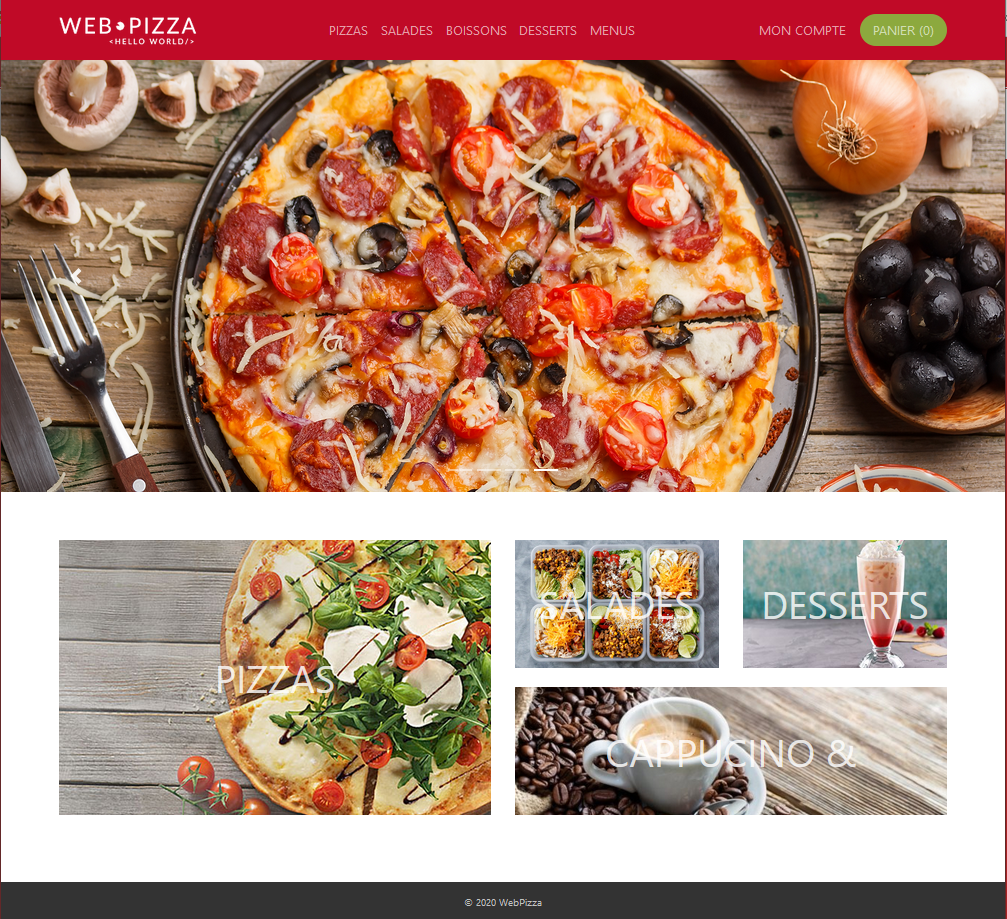 WEB PIZZA
<HELLO WORLD/>
PIZZAS SALADES BOISSONS DESSERTS MENUS
MON COMPTE PANIER (0)
PIZZAS
SALADES
DESSERTS
CAPPUCINO &
© 2020 WebPizza